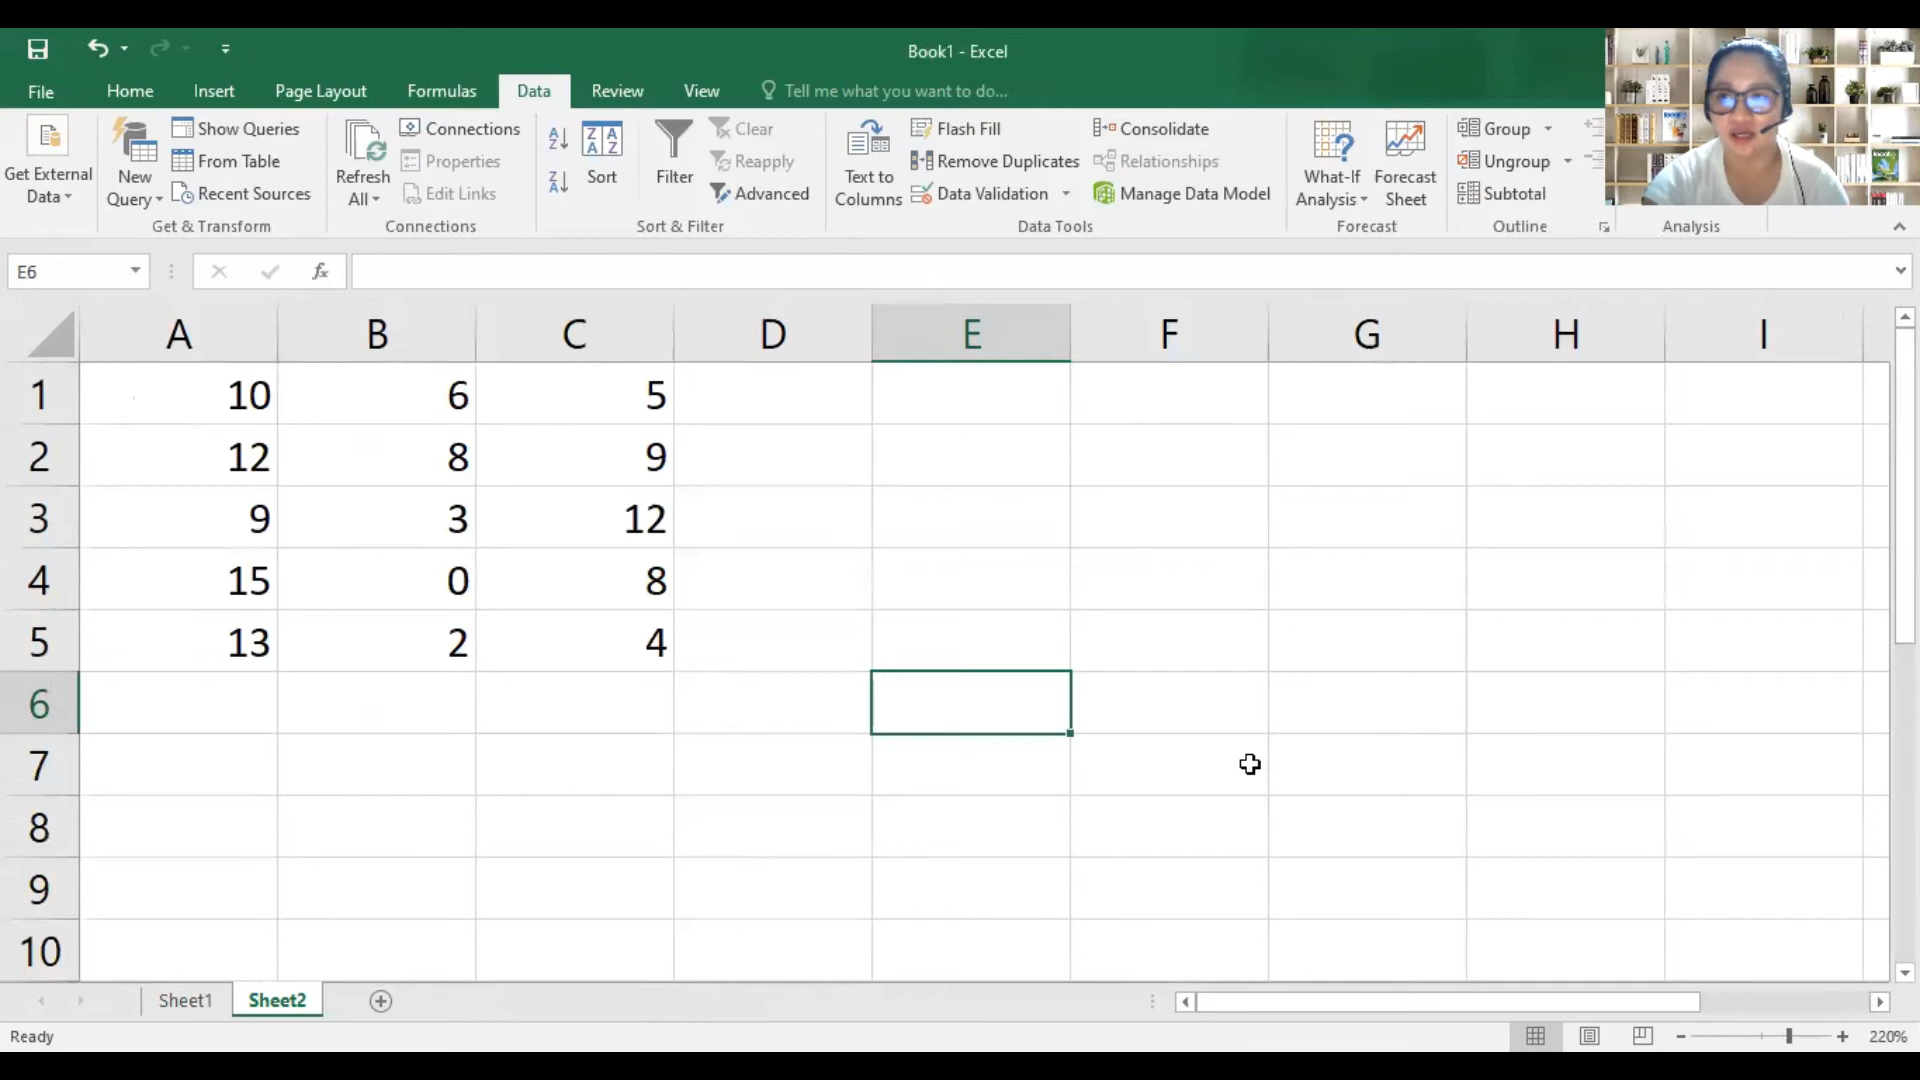 Book1 - Excel
File Home Insert Page Layout Formulas Data Review View Tell me what you want to do...
Get External Data
New Query
Show Queries
From Table
Recent Sources
Get & Transform
Refresh All
Connections
Properties
Edit Links
Connections
Sort
Filter
Clear
Reapply
Advanced
Sort & Filter
Text to Columns
Flash Fill
Remove Duplicates
Data Validation
Consolidate
Relationships
Manage Data Model
Data Tools
What-If Analysis
Forecast Sheet
Forecast
Group
Ungroup
Subtotal
Outline
Analysis
E6 fx
A B C D E F G H I
1 10 6 5
2 12 8 9
3 9 3 12
4 15 0 8
5 13 2 4
6
7
8
9
10
Sheet1 Sheet2
Ready 220%